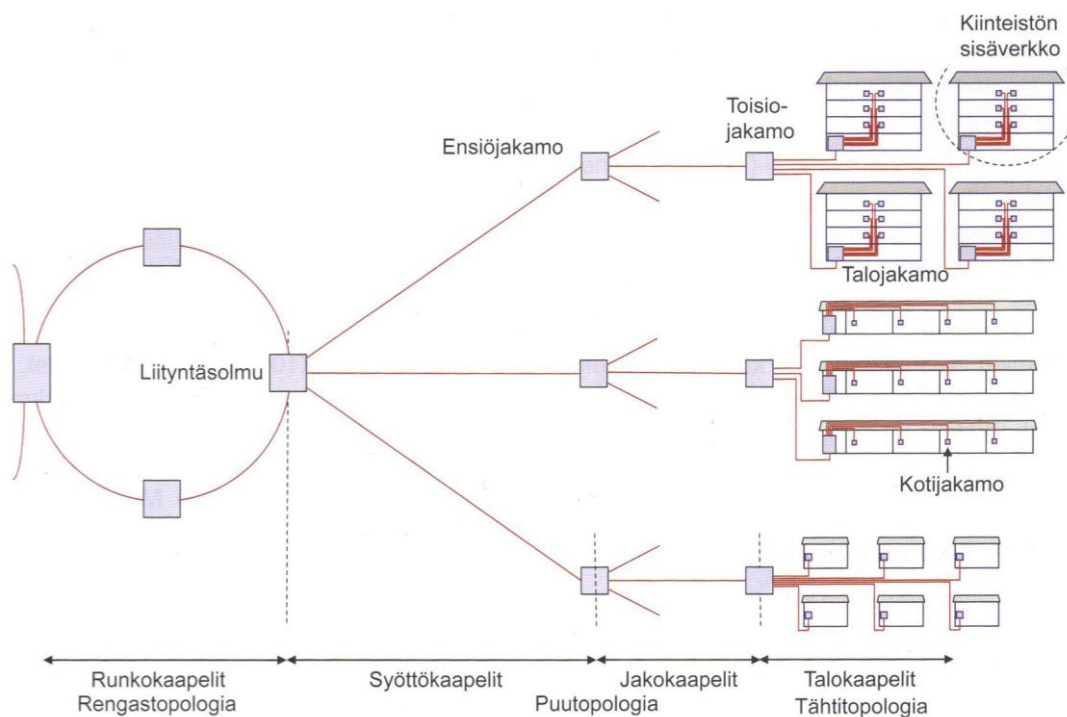 Kiinteistön
sisäverkko
Toisio-
jakamo
Ensiöjakamo
Talojakamo
Liityntäsolmu
Kotijakamo
Runkokaapelit
Rengastopologia
Syöttökaapelit
Jakokaapelit
Puutopologia
Talokaapelit
Tähtitopologia